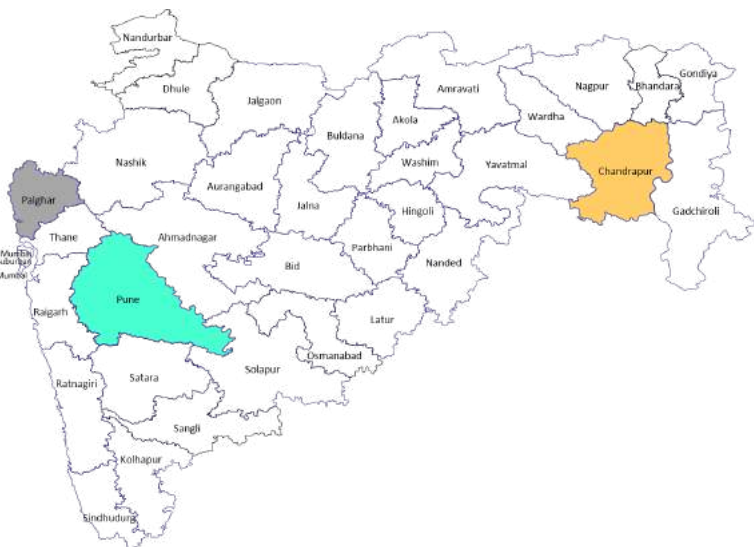 Nandurbar
Dhule
Jalgaon
Amravati
Nagpur
Bhandara
Gondiya
Akola
Buldana
Wardha
Nashik
Washim
Yavatmal
Chandrapur
Aurangabad
Palghar
Jalna
Hingoli
Gadchiroli
Thane
Ahmadnagar
Parbhani
Mumbai
Suburban
Mumbai
Bid
Nanded
Pune
Raigarh
Latur
Osmanabad
Solapur
Satara
Ratnagiri
Sangli
Kolhapur
Sindhudurg